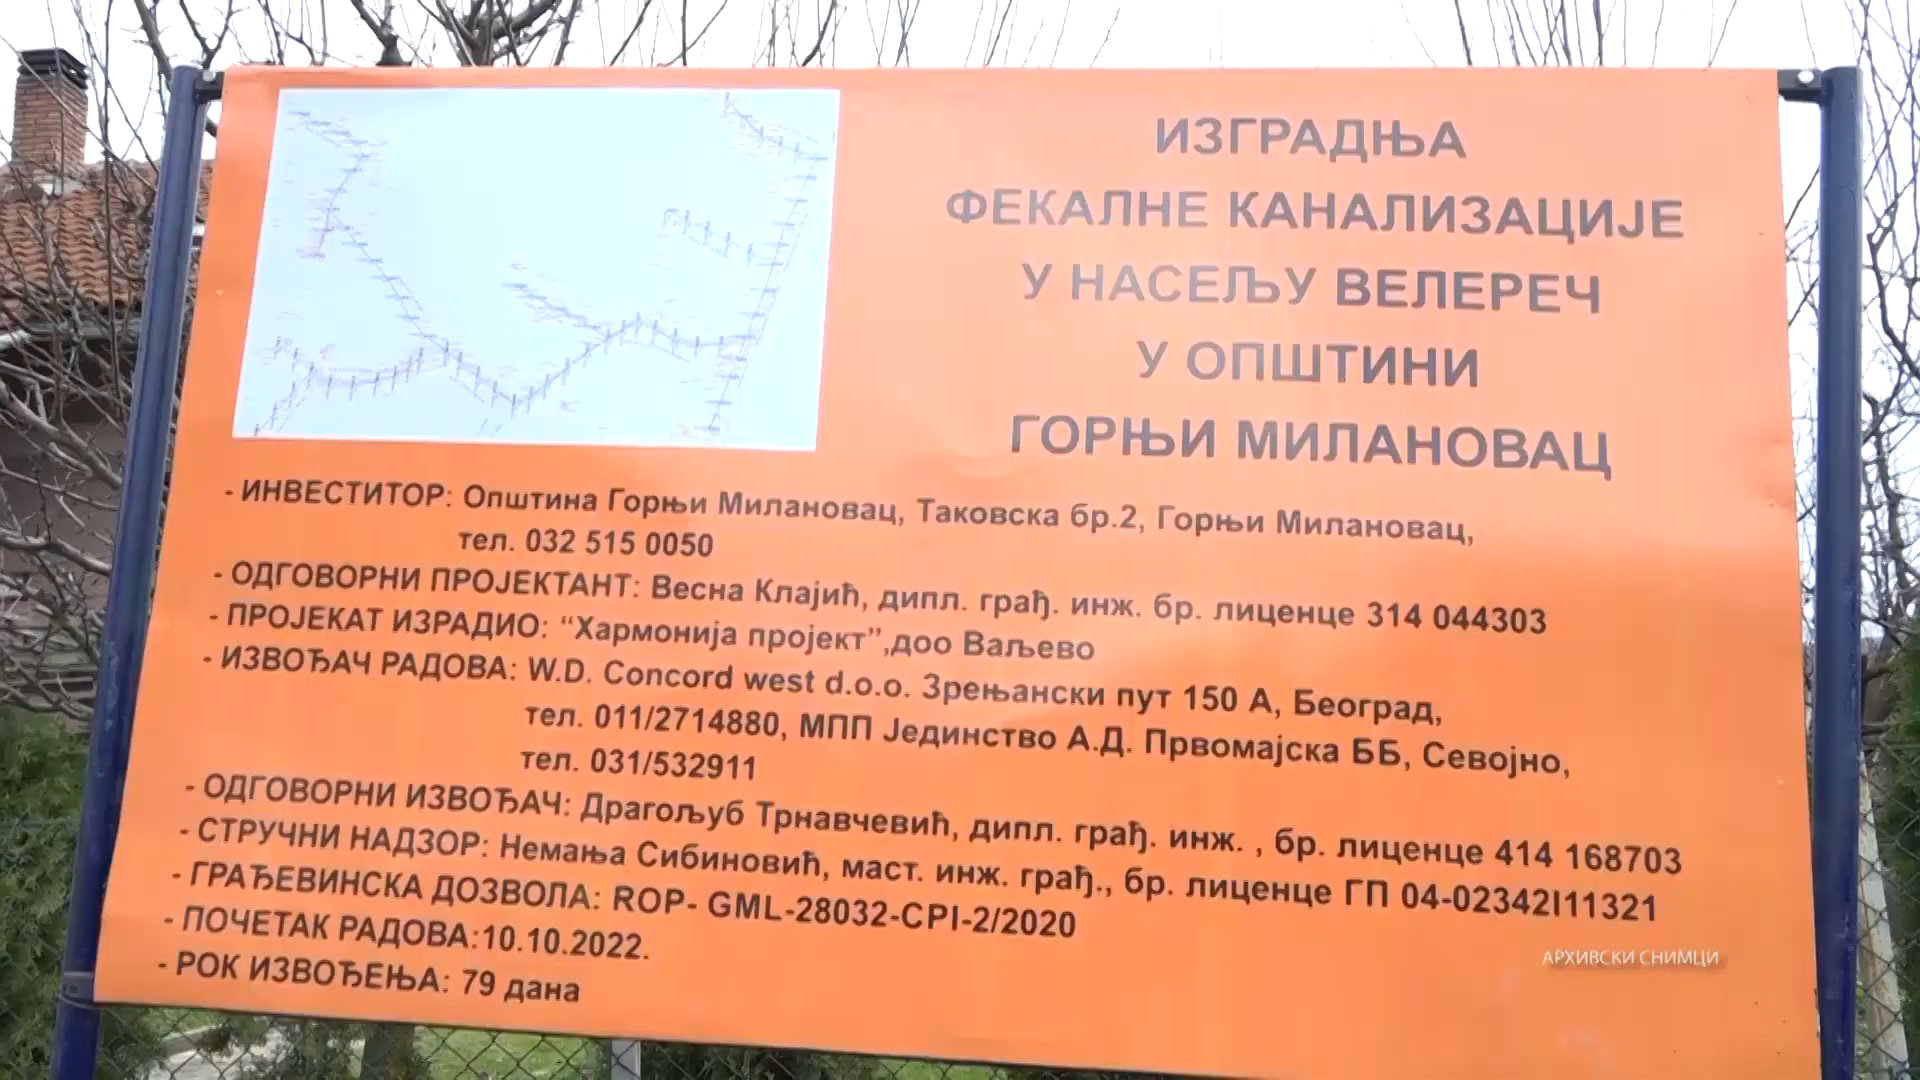 ИЗГРАДЊА
ФЕКАЛНЕ КАНАЛИЗАЦИЈЕ
У НАСЕЉУ ВЕЛЕРЕЧ
У ОПШТИНИ
ГОРЊИ МИЛАНОВАЦ
- ИНВЕСТИТОР: Општина Горњи Милановац, Таковска бр.2, Горњи Милановац,
тел. 032 515 0050
- ОДГОВОРНИ ПРОЈЕКТАНТ: Весна Клајић, дипл. грађ. инж. бр. лиценце 314 044303
- ПРОЈЕКАТ ИЗРАДИО: “Хармонија пројект”,доо Ваљево
- ИЗВОЂАЧ РАДОВА: W.D. Concord west d.o.o. Зрењански пут 150 А, Београд,
тел. 011/2714880, МПП Јединство А.Д. Првомајска ББ, Севојно,
тел. 031/532911
- ОДГОВОРНИ ИЗВОЂАЧ: Драгољуб Трнавчевић, дипл. грађ. инж. , бр. лиценце 414 168703
- СТРУЧНИ НАДЗОР: Немања Сибиновић, маст. инж. грађ., бр. лиценце ГП 04-02342I11321
- ГРАЂЕВИНСКА ДОЗВОЛА: ROP- GML-28032-CPI-2/2020
- ПОЧЕТАК РАДОВА:10.10.2022.
- РОК ИЗВОЂЕЊА: 79 дана
АРХИВСКИ СНИМЦИ